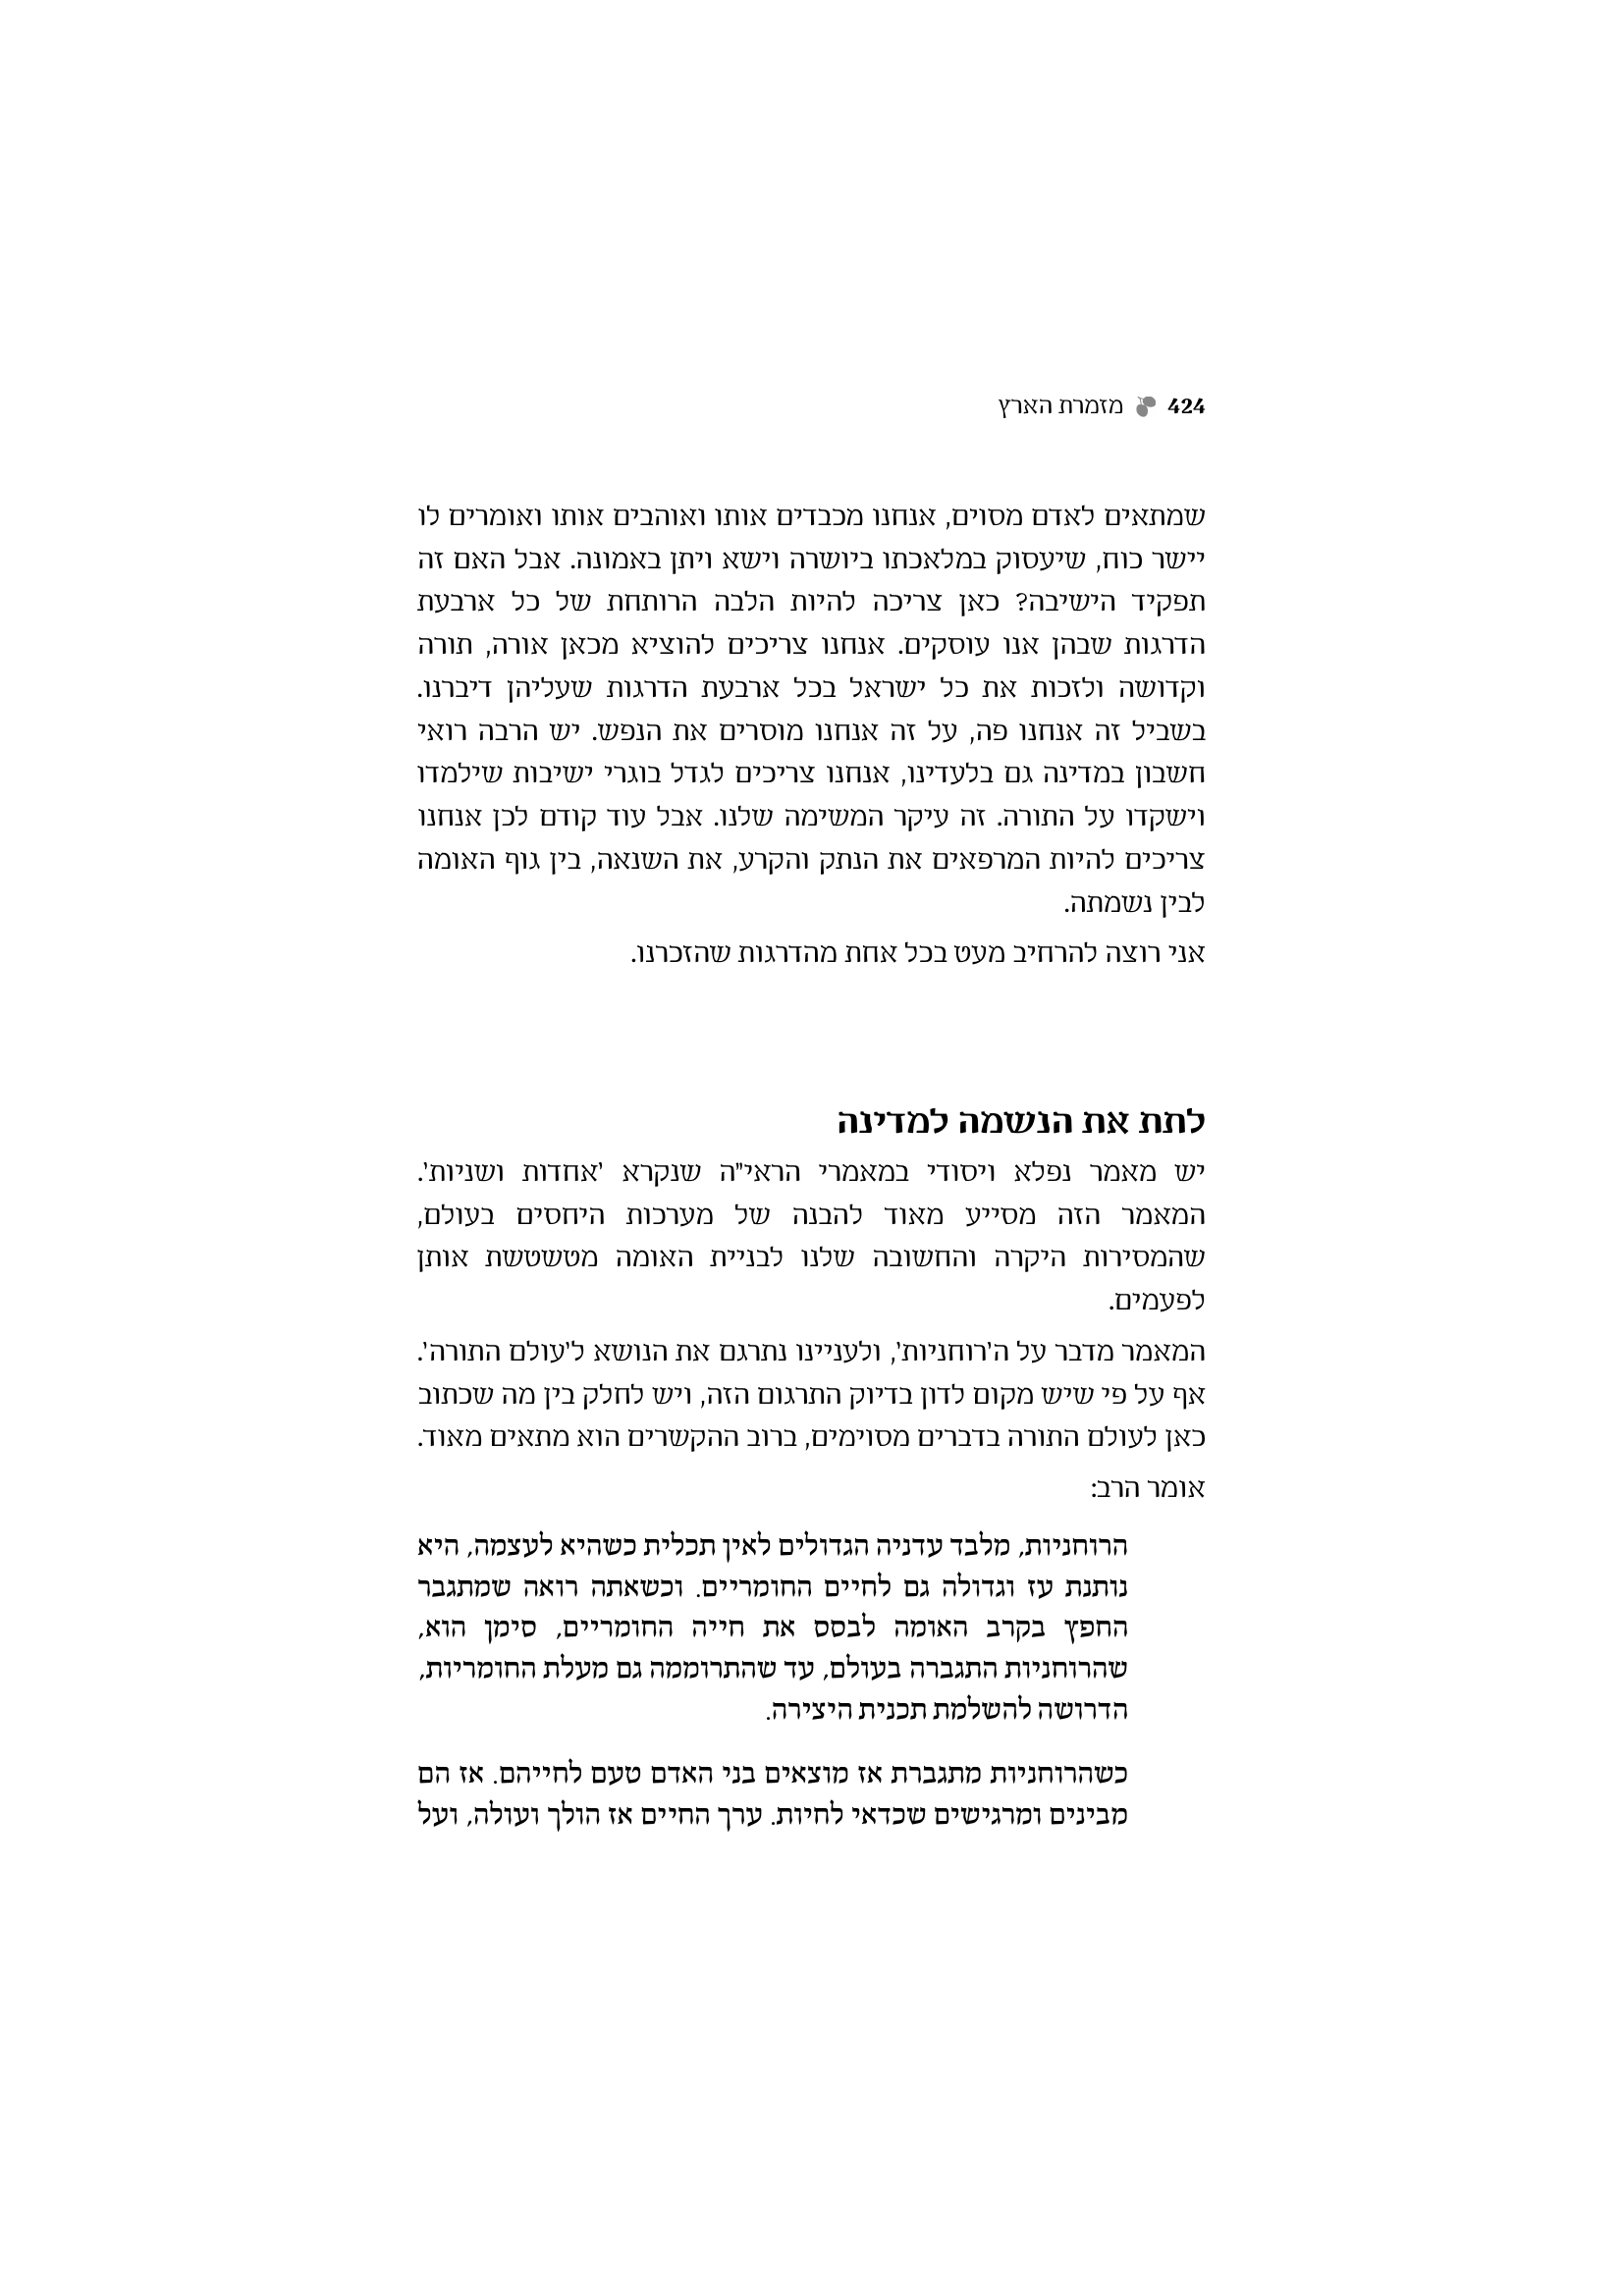 424 מזמרת הארץ
שמתאים לאדם מסוים, אנחנו מכבדים אותו ואוהבים אותו ואומרים לו
יישר כוח, שיעסוק במלאכתו ביושרה וישא ויתן באמונה. אבל האם זה
תפקיד הישיבה? כאן צריכה להיות הלבה הרותחת של כל ארבעת
הדרגות שבהן אנו עוסקים. אנחנו צריכים להוציא מכאן אורה, תורה
וקדושה ולזכות את כל ישראל בכל ארבעת הדרגות שעליהן דיברנו.
בשביל זה אנחנו פה, על זה אנחנו מוסרים את הנפש. יש הרבה רואי
חשבון במדינה גם בלעדינו, אנחנו צריכים לגדל בוגרי ישיבות שילמדו
וישקדו על התורה. זה עיקר המשימה שלנו. אבל עוד קודם לכן אנחנו
צריכים להיות המרפאים את הנתק והקרע, את השנאה, בין גוף האומה
לבין נשמתה.
אני רוצה להרחיב מעט בכל אחת מהדרגות שהזכרנו.
לתת את הנשמה למדינה
יש מאמר נפלא ויסודי במאמרי הראי"ה שנקרא 'אחדות ושניות'.
המאמר הזה מסייע מאוד להבנה של מערכות היחסים בעולם,
שהמסירות היקרה והחשובה שלנו לבניית האומה מטשטשת אותן
לפעמים.
המאמר מדבר על ה'רוחניות', ולעניינו נתרגם את הנושא ל'עולם התורה'.
אף על פי שיש מקום לדון בדיוק התרגום הזה, ויש לחלק בין מה שכתוב
כאן לעולם התורה בדברים מסוימים, ברוב ההקשרים הוא מתאים מאוד.
אומר הרב:
הרוחניות, מלבד עדניה הגדולים לאין תכלית כשהיא לעצמה, היא
נותנת עז וגדולה גם לחיים החומריים. וכשאתה רואה שמתגבר
החפץ בקרב האומה לבסס את חייה החומריים, סימן הוא,
שהרוחניות התגברה בעולם, עד שהתרוממה גם מעלת החומריות,
הדרושה להשלמת תכנית היצירה.
כשהרוחניות מתגברת אז מוצאים בני האדם טעם לחייהם. אז הם
מבינים ומרגישים שכדאי לחיות. ערך החיים אז הולך ועולה, ועל